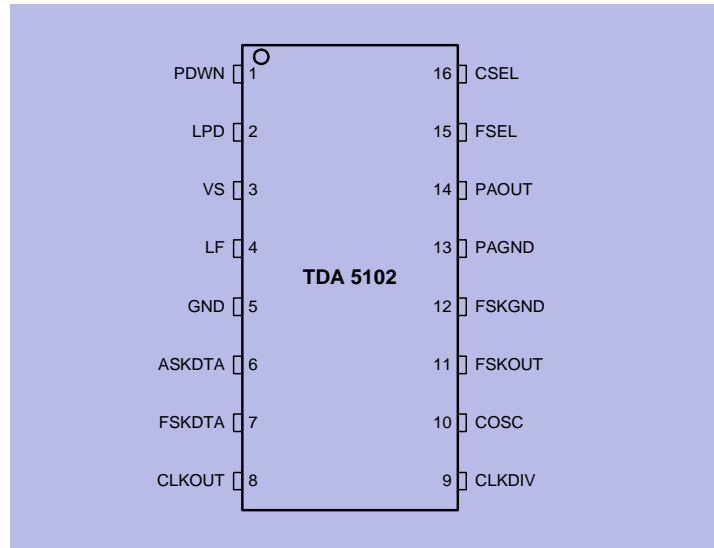 PDWN 1 16 CSEL
LPD 2 15 FSEL
VS 3 14 PAOUT
LF 4 13 PAGND
TDA 5102
GND 5 12 FSKGND
ASKDTA 6 11 FSKOUT
FSKDTA 7 10 COSC
CLKOUT 8 9 CLKDIV